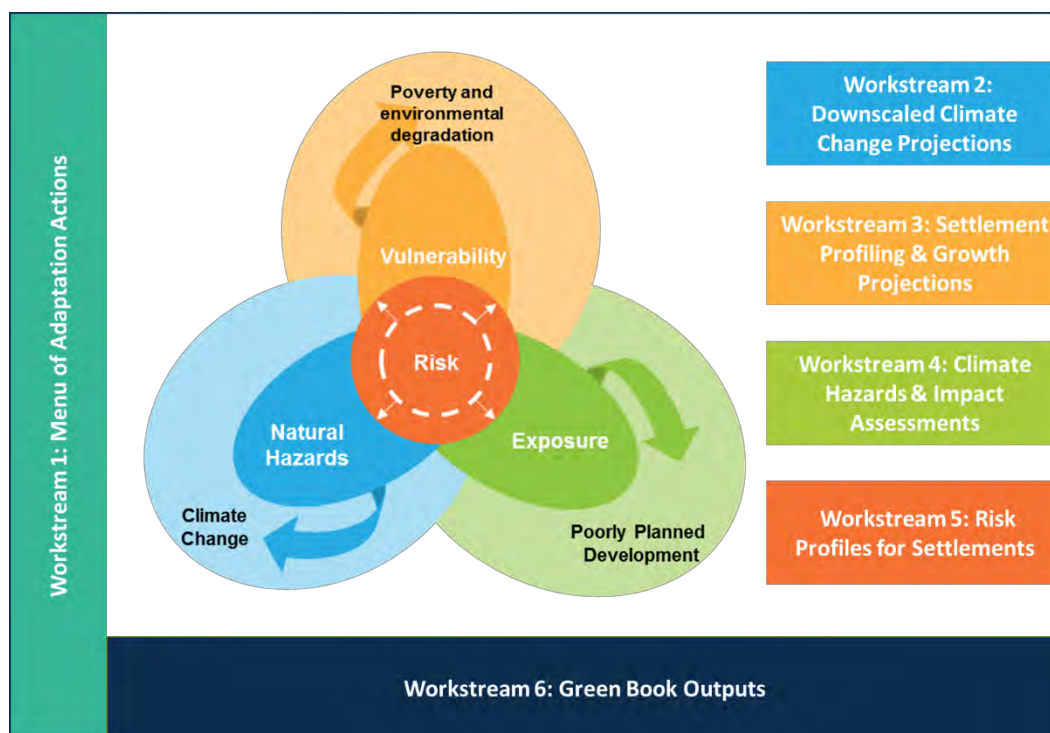 Workstream 1: Menu of Adaptation Actions
Poverty and
environmental
degradation
Vulnerability
Risk
Natural
Hazards
Exposure
Climate
Change
Poorly Planned
Development
Workstream 2:
Downscaled Climate
Change Projections
Workstream 3: Settlement
Profiling & Growth
Projections
Workstream 4: Climate
Hazards & Impact
Assessments
Workstream 5: Risk
Profiles for Settlements
Workstream 6: Green Book Outputs